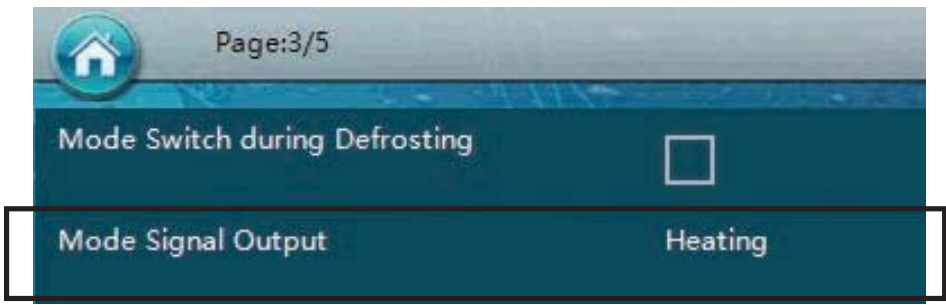 Page:3/5
Mode Switch during Defrosting
Mode Signal Output Heating